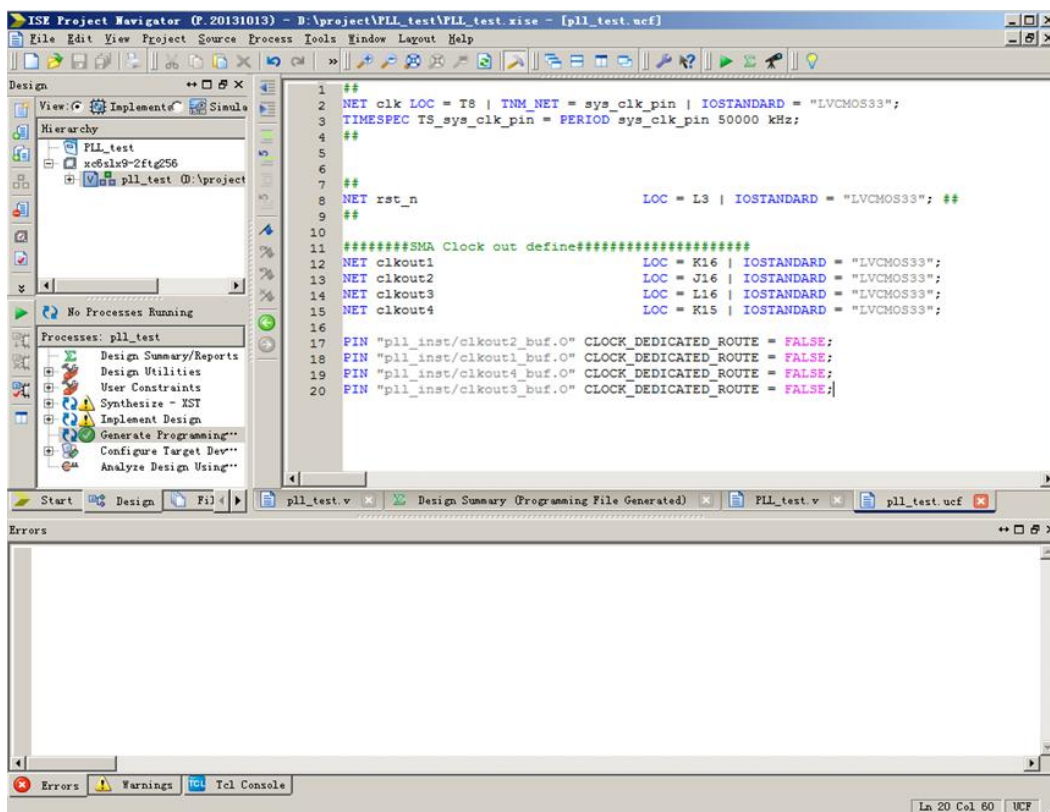 ISE Project Navigator (P.20131013) - D:\project\PLL_test\PLL_test.xise - [pll_test.ucf]
File Edit View Project Source Process Tools Window Layout Help
Design
View: Implemente Simula
Hierarchy
PLL_test
xc6slx9-2ftg256
pll_test (D:\project
No Processes Running
Processes: pll_test
Design Summary/Reports
Design Utilities
User Constraints
Synthesize - XST
Implement Design
Generate Programming...
Configure Target Dev...
Analyze Design Using...
Start Design Fil
1 ##
2 NET clk LOC = T8 | TNM_NET = sys_clk_pin | IOSTANDARD = "LVCMOS33";
3 TIMESPEC TS_sys_clk_pin = PERIOD sys_clk_pin 50000 kHz;
4 ##
5
6
7 ##
8 NET rst_n LOC = L3 | IOSTANDARD = "LVCMOS33"; ##
9 ##
10
11 ########SMA Clock out define#####################
12 NET clkout1 LOC = K16 | IOSTANDARD = "LVCMOS33";
13 NET clkout2 LOC = J16 | IOSTANDARD = "LVCMOS33";
14 NET clkout3 LOC = L16 | IOSTANDARD = "LVCMOS33";
15 NET clkout4 LOC = K15 | IOSTANDARD = "LVCMOS33";
16
17 PIN "pll_inst/clkout2_buf.O" CLOCK_DEDICATED_ROUTE = FALSE;
18 PIN "pll_inst/clkout1_buf.O" CLOCK_DEDICATED_ROUTE = FALSE;
19 PIN "pll_inst/clkout4_buf.O" CLOCK_DEDICATED_ROUTE = FALSE;
20 PIN "pll_inst/clkout3_buf.O" CLOCK_DEDICATED_ROUTE = FALSE;
pll_test.v Design Summary (Programming File Generated) PLL_test.v pll_test.ucf
Errors
Errors Warnings Tcl Console
Ln 20 Col 60 UCF